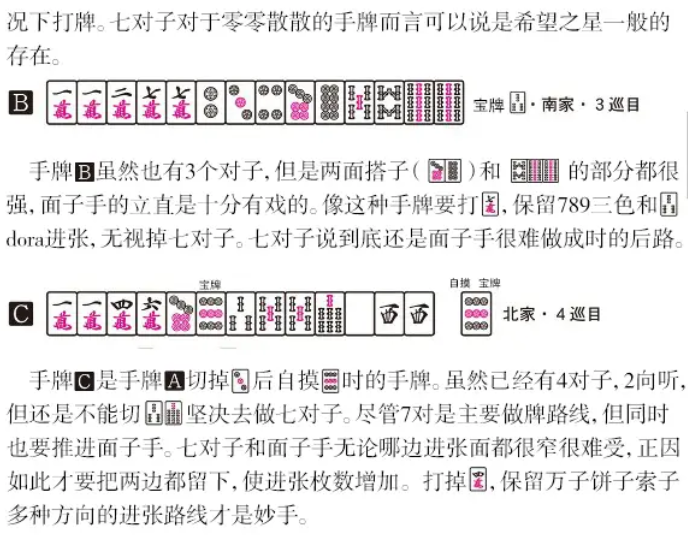 况下打牌。七对子对于零零散散的手牌而言可以说是希望之星一般的
存在。
B 一萬 一萬 二萬 七萬 七萬 宝牌 · 南家 · 3 巡目
手牌B虽然也有3个对子,但是两面搭子( )和 的部分都很
强,面子手的立直是十分有戏的。像这种手牌要打七萬,保留789三色和
dora进张,无视掉七对子。七对子说到底还是面子手很难做成时的后路。
宝牌 自摸 宝牌
C 一萬 一萬 四萬 六萬 西 西 北家 · 4 巡目
手牌C是手牌A切掉 后自摸 时的手牌。虽然已经有4对子,2向听,
但还是不能切 坚决去做七对子。尽管7对是主要做牌路线,但同时
也要推进面子手。七对子和面子手无论哪边进张面都很窄很难受,正因
如此才要把两边都留下,使进张枚数增加。打掉四萬,保留万子饼子索子
多种方向的进张路线才是妙手。